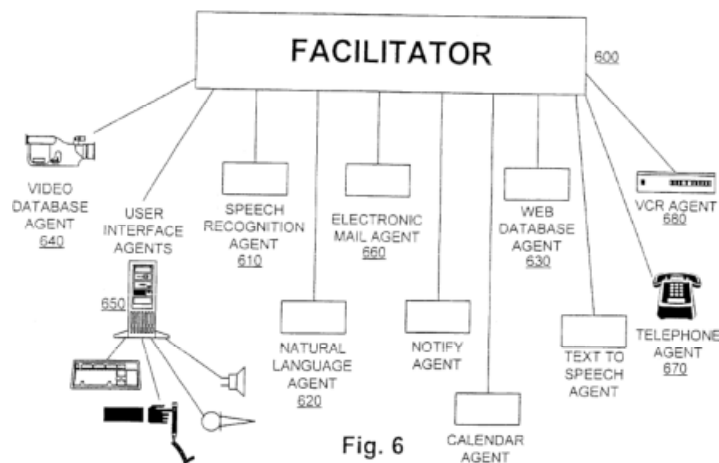 FACILITATOR
600
VIDEO
DATABASE
AGENT
640
USER
INTERFACE
AGENTS
650
SPEECH
RECOGNITION
AGENT
610
ELECTRONIC
MAIL AGENT
660
WEB
DATABASE
AGENT
630
VCR AGENT
680
NATURAL
LANGUAGE
AGENT
620
NOTIFY
AGENT
CALENDAR
AGENT
TEXT TO
SPEECH AGENT
TELEPHONE
AGENT
670
Fig. 6